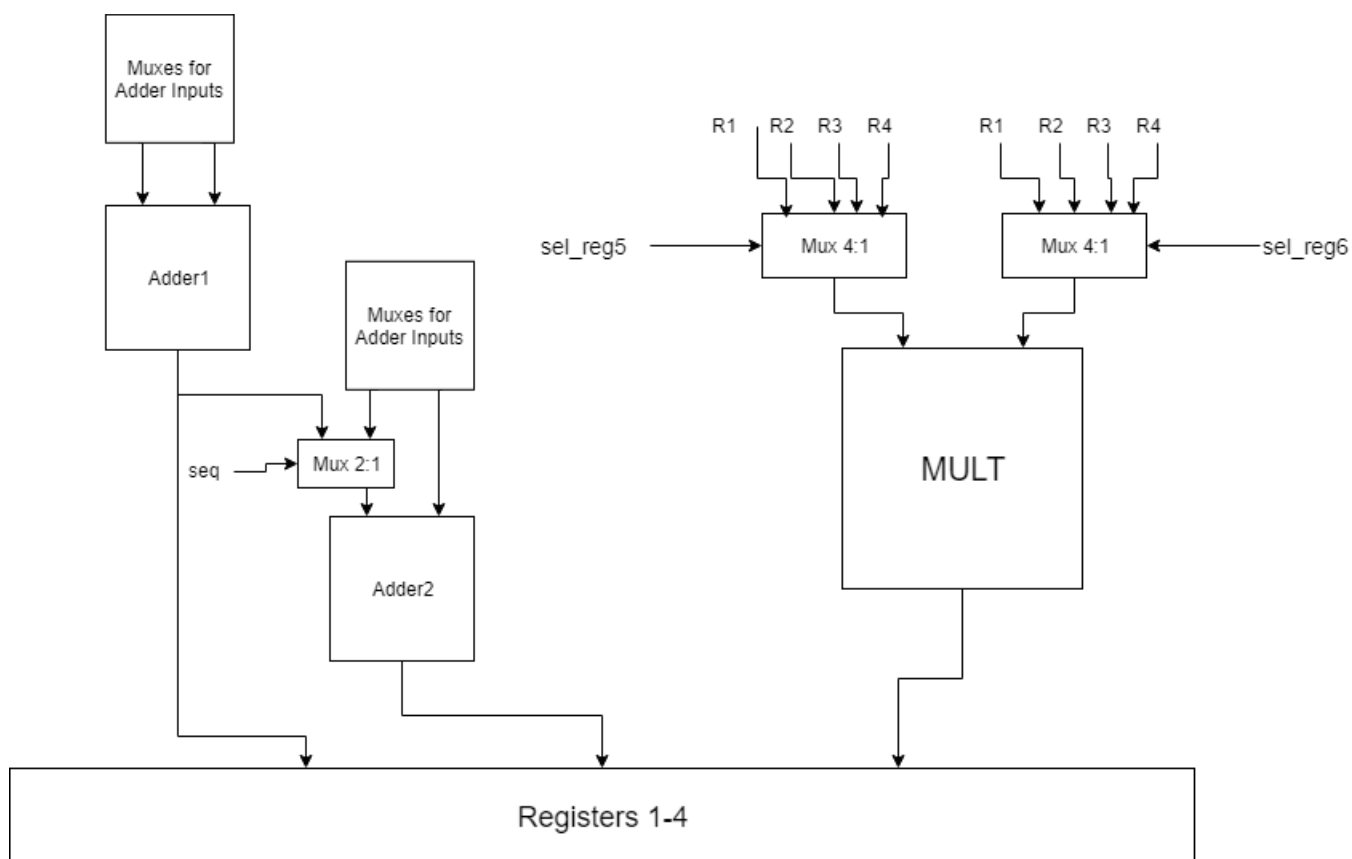 Muxes for
Adder Inputs
R1
R2
R3
R4
R1
R2
R3
R4
sel_reg5
Mux 4:1
Mux 4:1
sel_reg6
Adder1
Muxes for
Adder Inputs
seq
Mux 2:1
MULT
Adder2
Registers 1-4